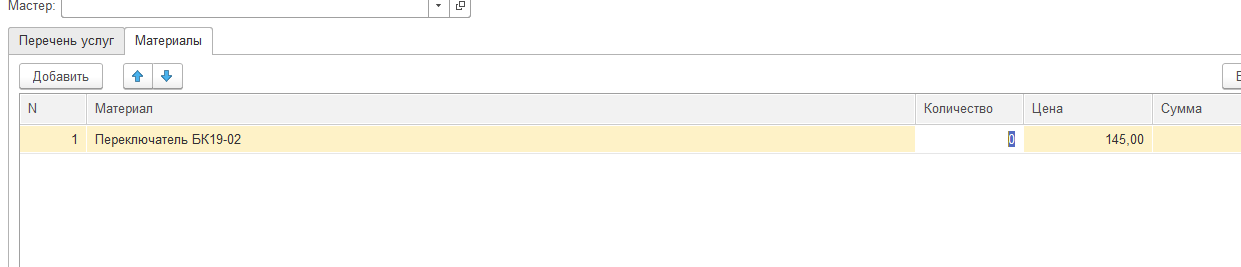 Мастер:
Перечень услуг Материалы
Добавить
N Материал Количество Цена Сумма
1 Переключатель БК19-02 0 145,00